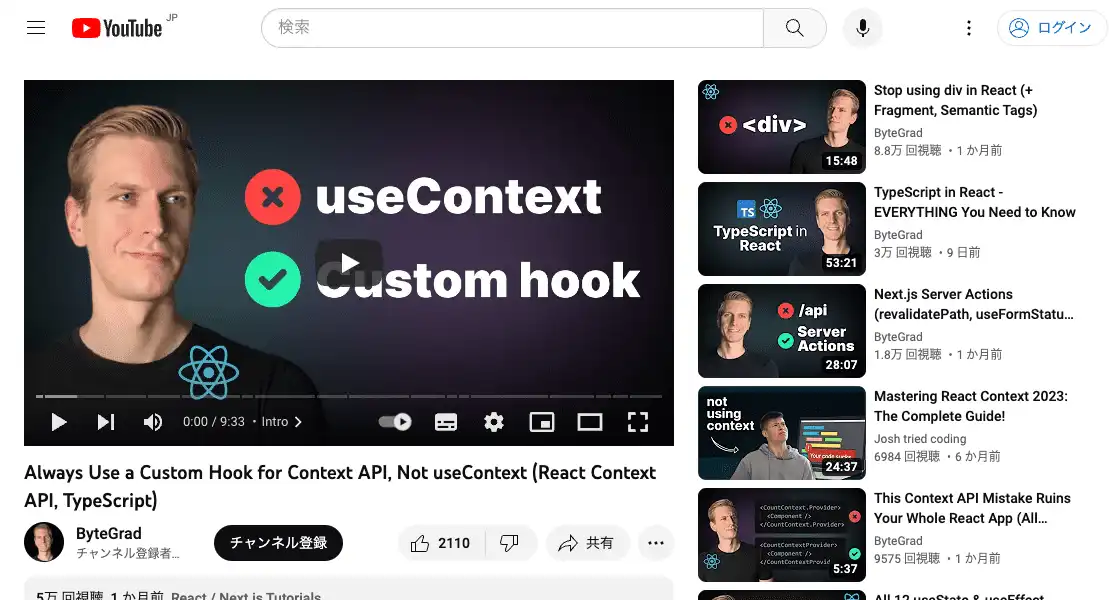 YouTube JP
検索
ログイン
useContext
Custom hook
0:00 / 9:33 • Intro
Always Use a Custom Hook for Context API, Not useContext (React Context
API, TypeScript)
ByteGrad
チャンネル登録者...
チャンネル登録
2110
共有
5万 回視聴 1 か月前 React / Next.js Tutorials
<div>
15:48
Stop using div in React (+
Fragment, Semantic Tags)
ByteGrad
8.8万 回視聴 ・1 か月前
TS
TypeScript in
React
53:21
TypeScript in React -
EVERYTHING You Need to Know
ByteGrad
3万 回視聴 ・9 日前
/api
Server
Actions
28:07
Next.js Server Actions
(revalidatePath, useFormStatu...
ByteGrad
1.8万 回視聴 ・1 か月前
not
using
context
Your code sucks
24:37
Mastering React Context 2023:
The Complete Guide!
Josh tried coding
6984 回視聴 ・6 か月前
<CountContext.Provider>
<Component />
</CountContext.Provider>
<CountContextProvider>
<Component />
5:37
This Context API Mistake Ruins
Your Whole React App (All...
ByteGrad
9575 回視聴 ・1 か月前
All 12 useState & useEffect